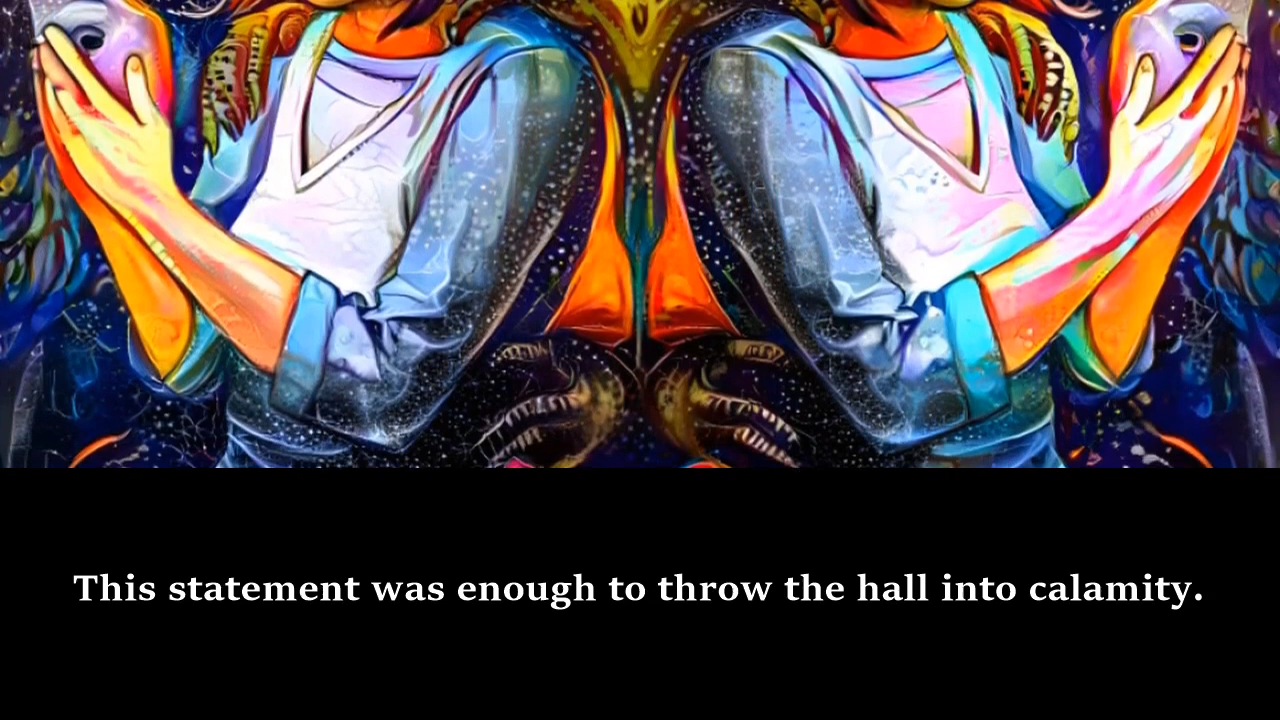 This statement was enough to throw the hall into calamity.